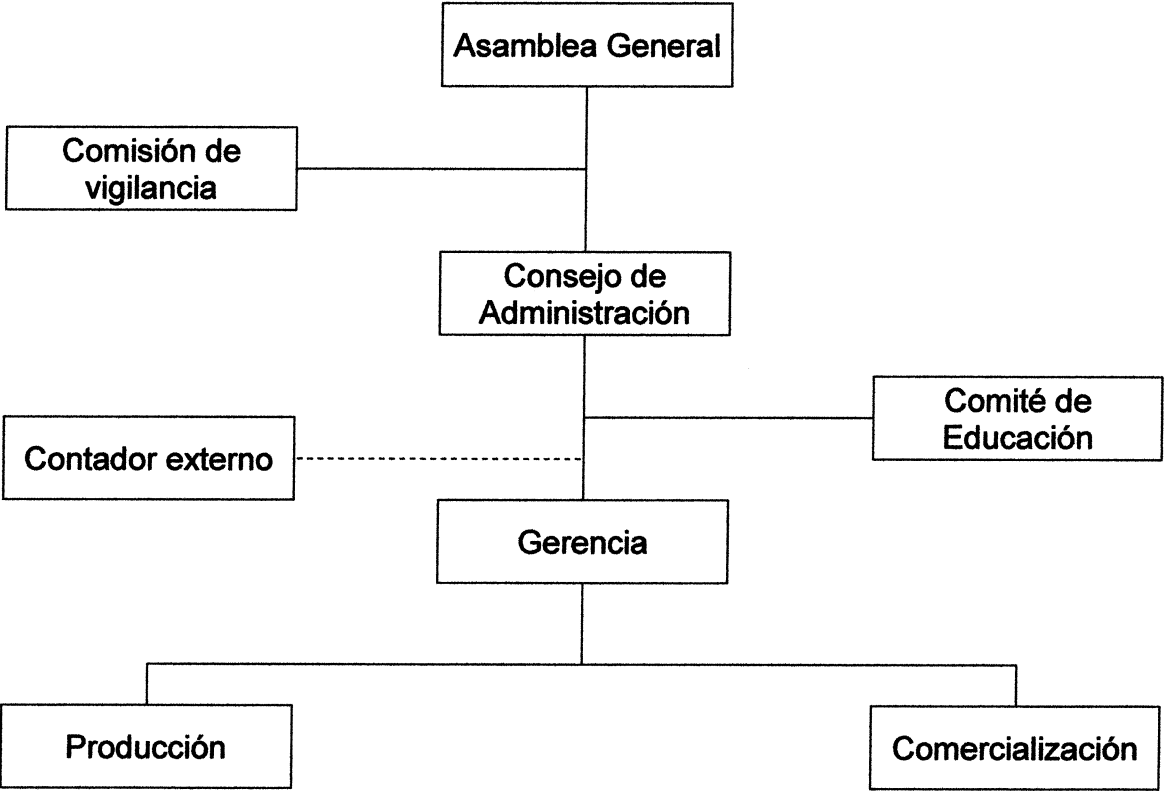 Asamblea General
Comisión de
vigilancia
Consejo de
Administración
Comité de
Educación
Contador externo
Gerencia
Producción
Comercialización